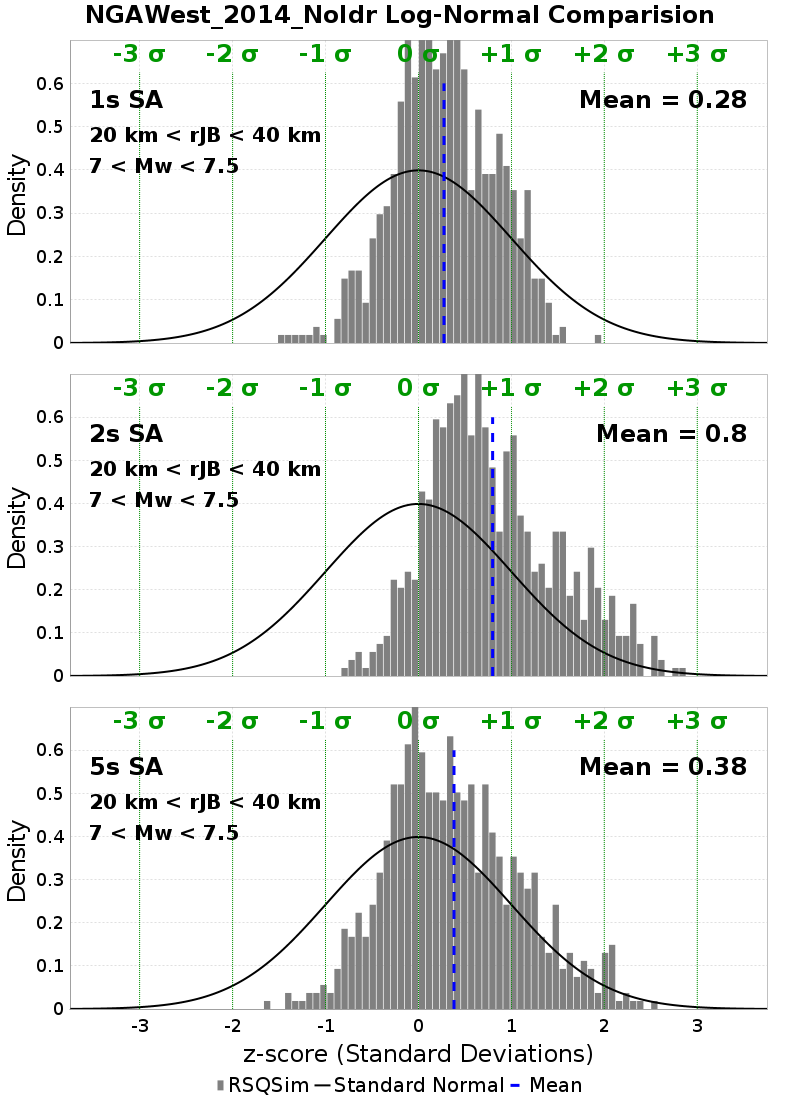 NGAWest_2014_NoIdr Log-Normal Comparision
-3 σ -2 σ -1 σ 0 σ +1 σ +2 σ +3 σ
1s SA Mean = 0.28
20 km < rJB < 40 km
7 < Mw < 7.5
Density
0.6
0.5
0.4
0.3
0.2
0.1
0
-3 σ -2 σ -1 σ 0 σ +1 σ +2 σ +3 σ
2s SA Mean = 0.8
20 km < rJB < 40 km
7 < Mw < 7.5
Density
0.6
0.5
0.4
0.3
0.2
0.1
0
-3 σ -2 σ -1 σ 0 σ +1 σ +2 σ +3 σ
5s SA Mean = 0.38
20 km < rJB < 40 km
7 < Mw < 7.5
Density
0.6
0.5
0.4
0.3
0.2
0.1
0
-3 -2 -1 0 1 2 3
z-score (Standard Deviations)
RSQSim Standard Normal Mean